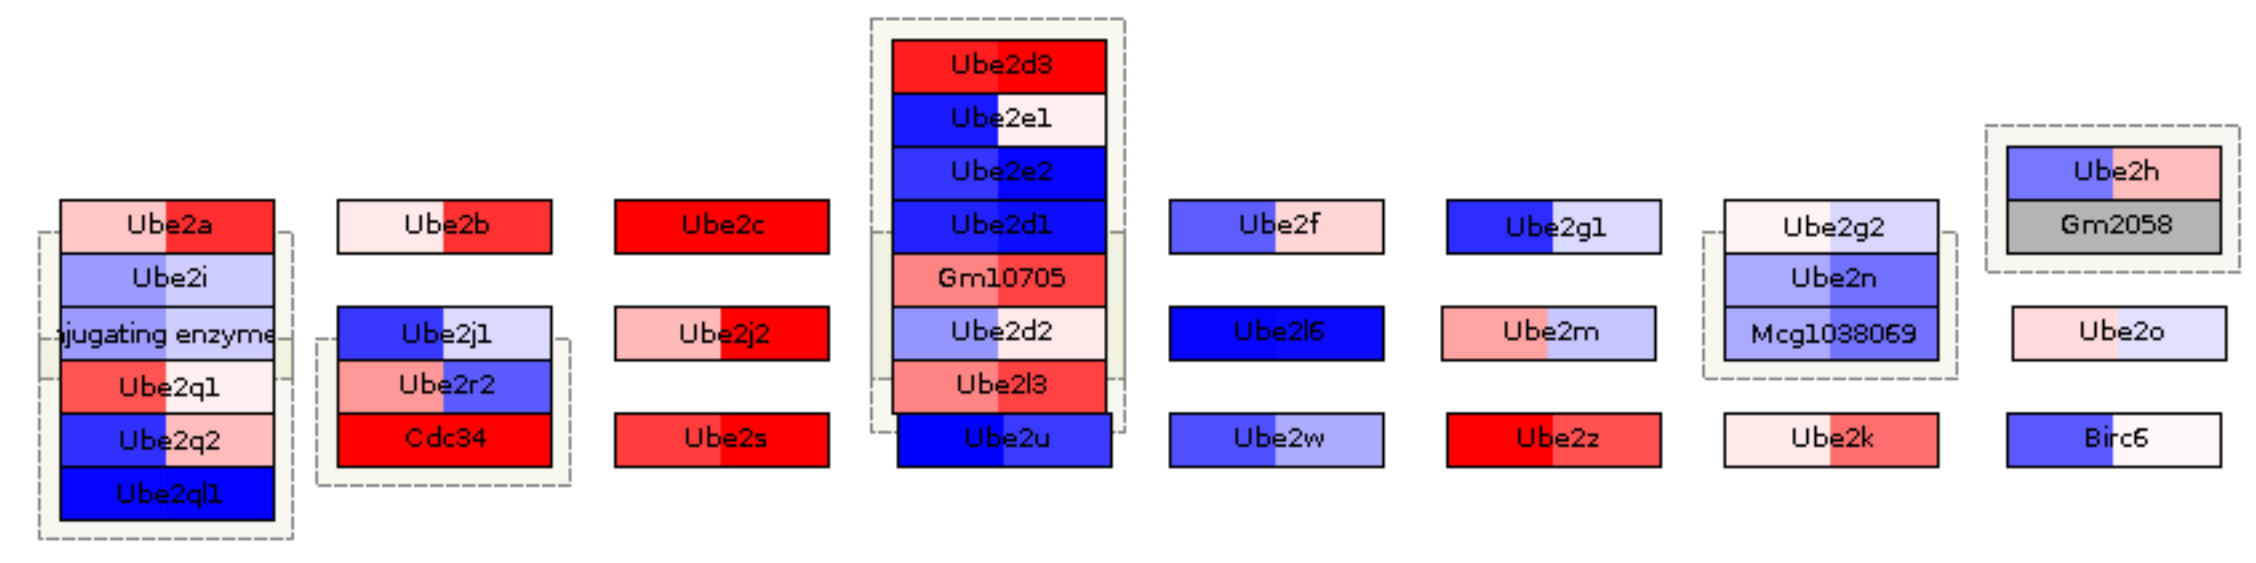 Ube2a
Ube2i
jugating enzyme
Ube2q1
Ube2q2
Ube2ql1
Ube2b
Ube2j1
Ube2r2
Cdc34
Ube2c
Ube2j2
Ube2s
Ube2d3
Ube2e1
Ube2e2
Ube2d1
Gm10705
Ube2d2
Ube2l3
Ube2u
Ube2f
Ube2l6
Ube2w
Ube2g1
Ube2m
Ube2z
Ube2g2
Ube2n
Mcg1038069
Ube2k
Ube2h
Gm2058
Ube2o
Birc6